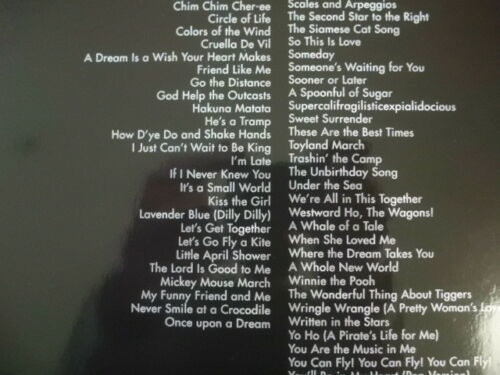 Chim Chim Cher-ee
Circle of Life
Colors of the Wind
Cruella De Vil
A Dream Is a Wish Your Heart Makes
Friend Like Me
Go the Distance
God Help the Outcasts
Hakuna Matata
He's a Tramp
How D'ye Do and Shake Hands
I Just Can't Wait to Be King
I'm Late
If I Never Knew You
It's a Small World
Kiss the Girl
Lavender Blue (Dilly Dilly)
Let's Get Together
Let's Go Fly a Kite
Little April Shower
The Lord Is Good to Me
Mickey Mouse March
My Funny Friend and Me
Never Smile at a Crocodile
Once upon a Dream
Scales and Arpeggios
The Second Star to the Right
The Siamese Cat Song
So This Is Love
Someday
Someone's Waiting for You
Sooner or Later
A Spoonful of Sugar
Supercalifragilisticexpialidocious
Sweet Surrender
These Are the Best Times
Toyland March
Trashin' the Camp
The Unbirthday Song
Under the Sea
We're All in This Together
Westward Ho, The Wagons!
A Whale of a Tale
When She Loved Me
Where the Dream Takes You
A Whole New World
Winnie the Pooh
The Wonderful Thing About Tiggers
Wringle Wrangle (A Pretty Woman's Love
Written in the Stars
Yo Ho (A Pirate's Life for Me)
You Are the Music in Me
You Can Fly! You Can Fly! You Can Fly!
You'll Be in My Heart (Pop Version)